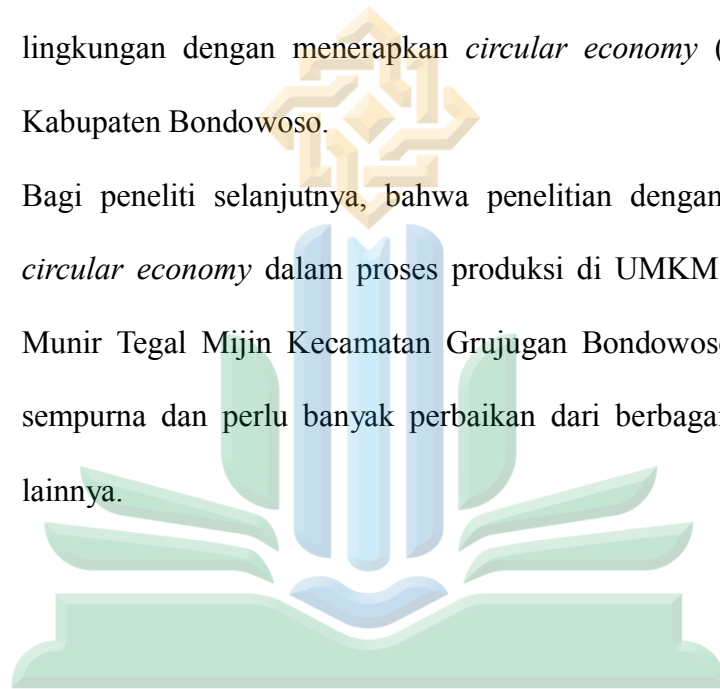 lingkungan dengan menerapkan circular economy (
Kabupaten Bondowoso.
Bagi peneliti selanjutnya, bahwa penelitian dengan
circular economy dalam proses produksi di UMKM
Munir Tegal Mijin Kecamatan Grujugan Bondowoso
sempurna dan perlu banyak perbaikan dari berbagai
lainnya.